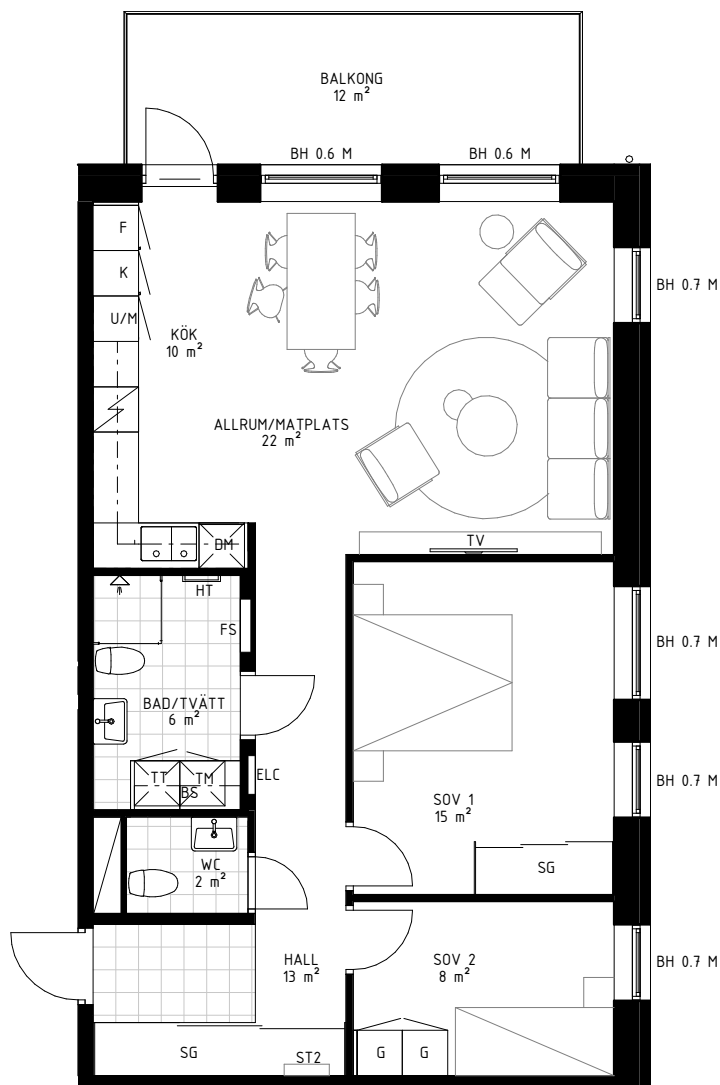 BALKONG
12 m²
BH 0.6 M
BH 0.6 M
F
K
U/M
BH 0.7 M
KÖK
10 m²
ALLRUM/MATPLATS
22 m²
DM
TV
HT
FS
BH 0.7 M
BAD/TVÄTT
6 m²
TT
TM
BS
ELC
BH 0.7 M
SOV 1
15 m²
SG
WC
2 m²
HALL
13 m²
SOV 2
8 m²
BH 0.7 M
SG
ST2
G
G